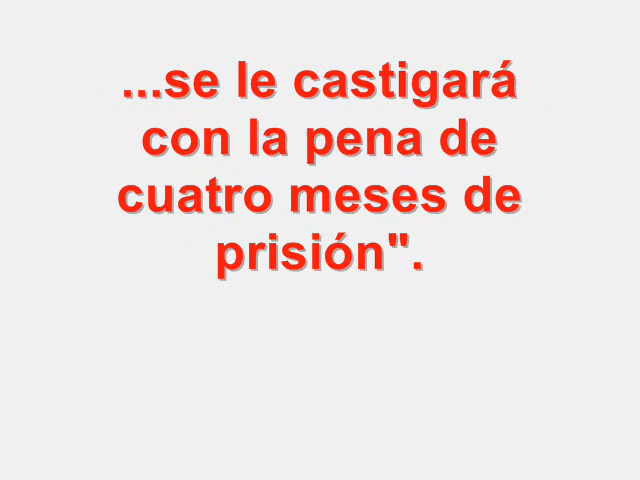 ...se le castigará
con la pena de
cuatro meses de
prisión".